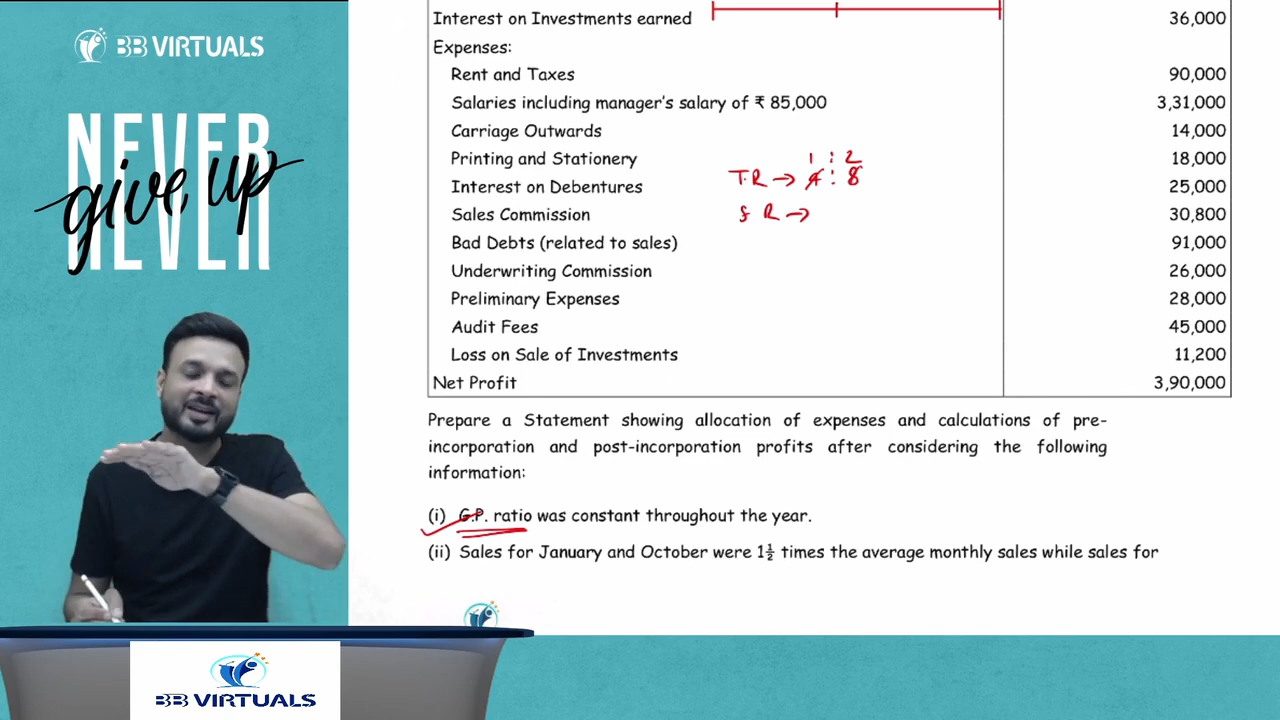 BB VIRTUALS
NEVER
give up
NEVER
Interest on Investments earned 36,000
Expenses:
Rent and Taxes 90,000
Salaries including manager's salary of ₹ 85,000 3,31,000
Carriage Outwards 14,000
Printing and Stationery 18,000
1 : 2
T.R → 4 : 8
Interest on Debentures 25,000
Sales Commission 30,800
S R →
Bad Debts (related to sales) 91,000
Underwriting Commission 26,000
Preliminary Expenses 28,000
Audit Fees 45,000
Loss on Sale of Investments 11,200
Net Profit 3,90,000
Prepare a Statement showing allocation of expenses and calculations of pre-
incorporation and post-incorporation profits after considering the following
information:
(i) G.P. ratio was constant throughout the year.
(ii) Sales for January and October were 1½ times the average monthly sales while sales for
BB VIRTUALS